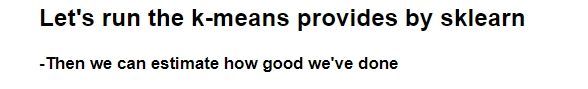 Let's run the k-means provides by sklearn
-Then we can estimate how good we've done